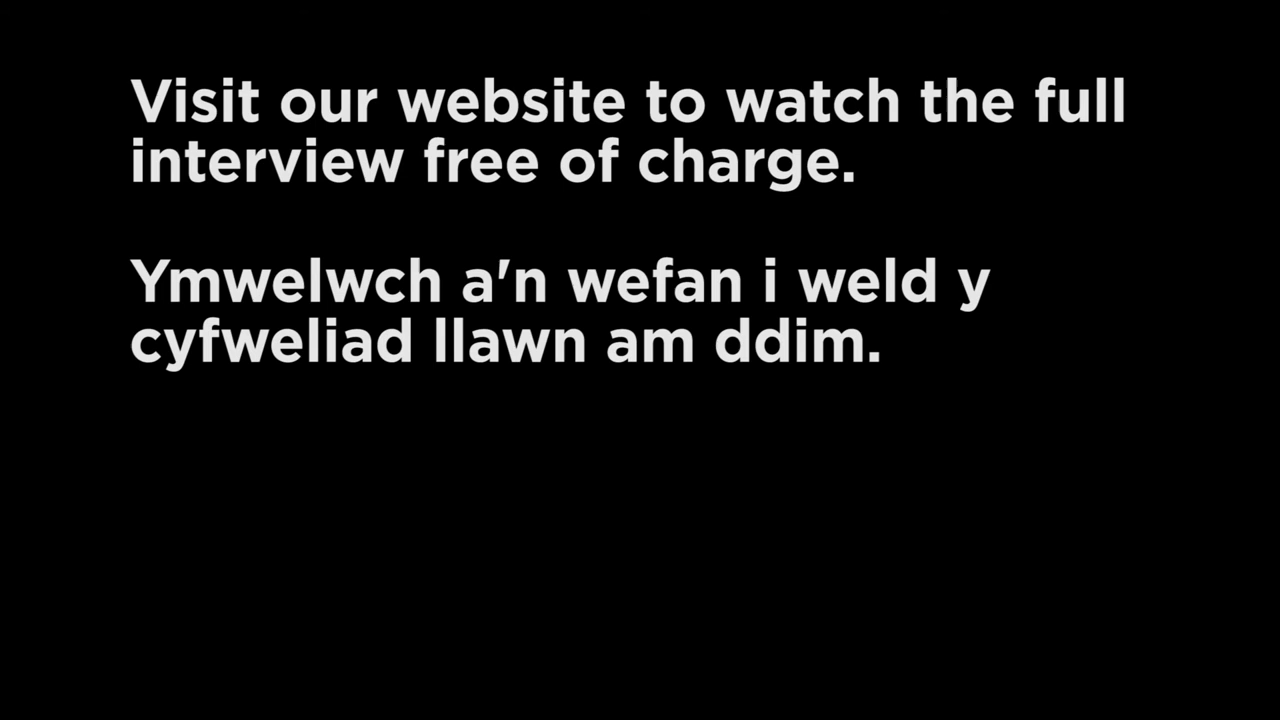 Visit our website to watch the full
interview free of charge.
Ymwelwch a'n wefan i weld y
cyfweliad llawn am ddim.